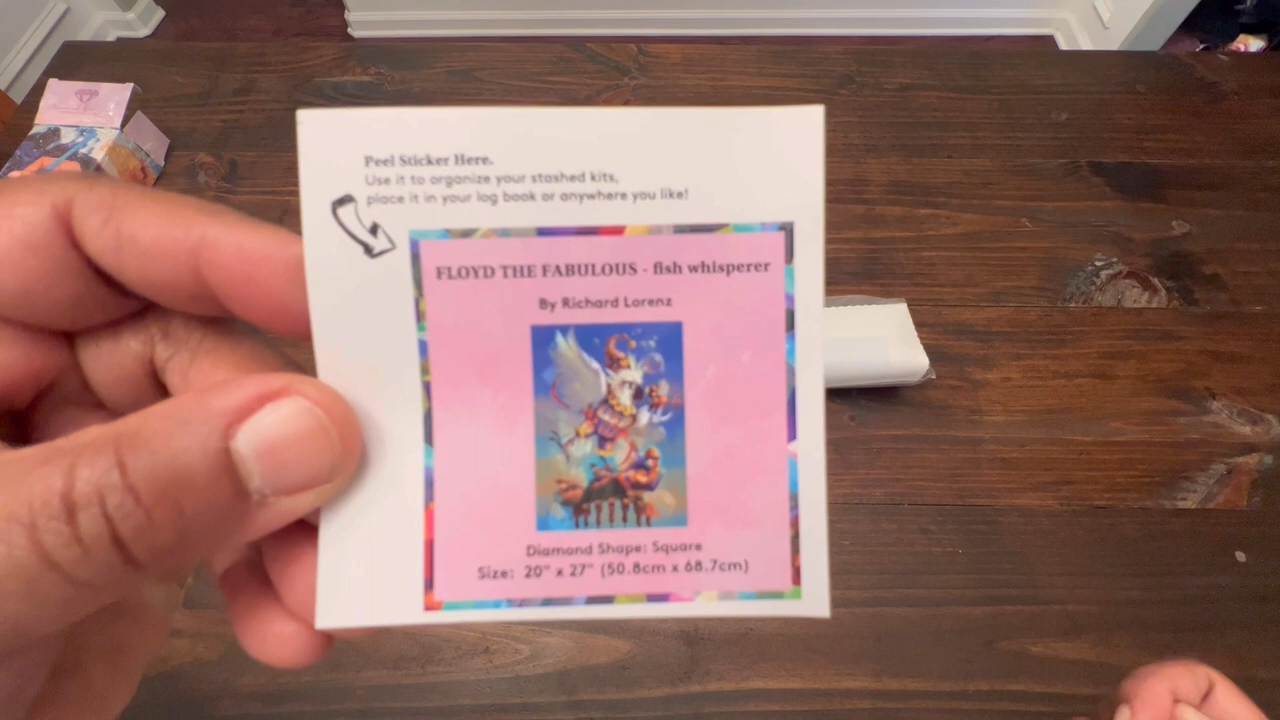 Peel Sticker Here.
Use it to organize your stashed kits,
place it in your log book or anywhere you like!
FLOYD THE FABULOUS - fish whisperer
By Richard Lorenz
Diamond Shape: Square
Size: 20" x 27" (50.8cm x 68.7cm)